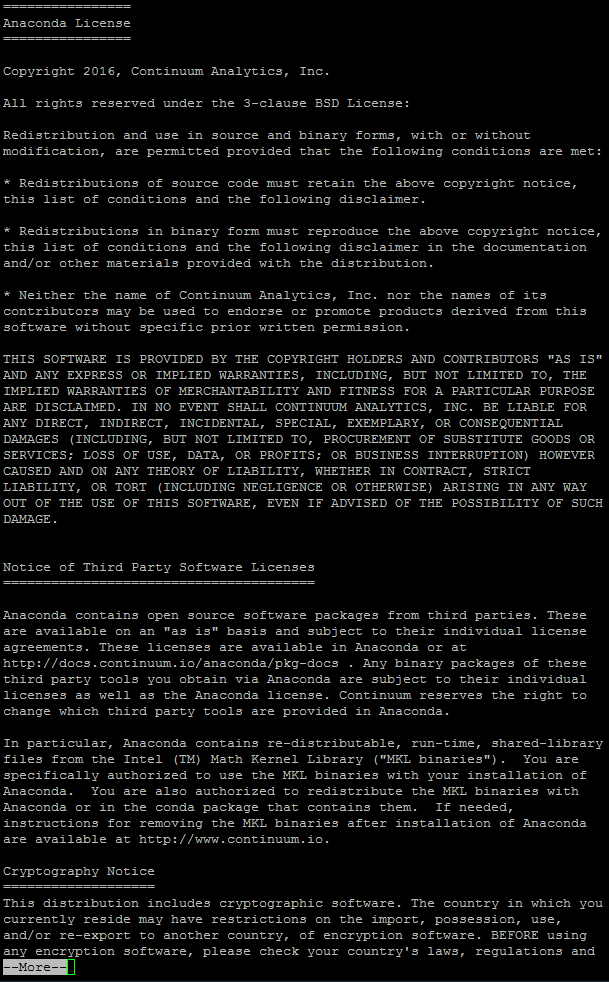 ================
Anaconda License
================
Copyright 2016, Continuum Analytics, Inc.
All rights reserved under the 3-clause BSD License:
Redistribution and use in source and binary forms, with or without
modification, are permitted provided that the following conditions are met:
* Redistributions of source code must retain the above copyright notice,
this list of conditions and the following disclaimer.
* Redistributions in binary form must reproduce the above copyright notice,
this list of conditions and the following disclaimer in the documentation
and/or other materials provided with the distribution.
* Neither the name of Continuum Analytics, Inc. nor the names of its
contributors may be used to endorse or promote products derived from this
software without specific prior written permission.
THIS SOFTWARE IS PROVIDED BY THE COPYRIGHT HOLDERS AND CONTRIBUTORS "AS IS"
AND ANY EXPRESS OR IMPLIED WARRANTIES, INCLUDING, BUT NOT LIMITED TO, THE
IMPLIED WARRANTIES OF MERCHANTABILITY AND FITNESS FOR A PARTICULAR PURPOSE
ARE DISCLAIMED. IN NO EVENT SHALL CONTINUUM ANALYTICS, INC. BE LIABLE FOR
ANY DIRECT, INDIRECT, INCIDENTAL, SPECIAL, EXEMPLARY, OR CONSEQUENTIAL
DAMAGES (INCLUDING, BUT NOT LIMITED TO, PROCUREMENT OF SUBSTITUTE GOODS OR
SERVICES; LOSS OF USE, DATA, OR PROFITS; OR BUSINESS INTERRUPTION) HOWEVER
CAUSED AND ON ANY THEORY OF LIABILITY, WHETHER IN CONTRACT, STRICT
LIABILITY, OR TORT (INCLUDING NEGLIGENCE OR OTHERWISE) ARISING IN ANY WAY
OUT OF THE USE OF THIS SOFTWARE, EVEN IF ADVISED OF THE POSSIBILITY OF SUCH
DAMAGE.
Notice of Third Party Software Licenses
=======================================
Anaconda contains open source software packages from third parties. These
are available on an "as is" basis and subject to their individual license
agreements. These licenses are available in Anaconda or at
http://docs.continuum.io/anaconda/pkg-docs . Any binary packages of these
third party tools you obtain via Anaconda are subject to their individual
licenses as well as the Anaconda license. Continuum reserves the right to
change which third party tools are provided in Anaconda.
In particular, Anaconda contains re-distributable, run-time, shared-library
files from the Intel (TM) Math Kernel Library ("MKL binaries").  You are
specifically authorized to use the MKL binaries with your installation of
Anaconda.  You are also authorized to redistribute the MKL binaries with
Anaconda or in the conda package that contains them.  If needed,
instructions for removing the MKL binaries after installation of Anaconda
are available at http://www.continuum.io.
Cryptography Notice
===================
This distribution includes cryptographic software. The country in which you
currently reside may have restrictions on the import, possession, use,
and/or re-export to another country, of encryption software. BEFORE using
any encryption software, please check your country's laws, regulations and
--More--